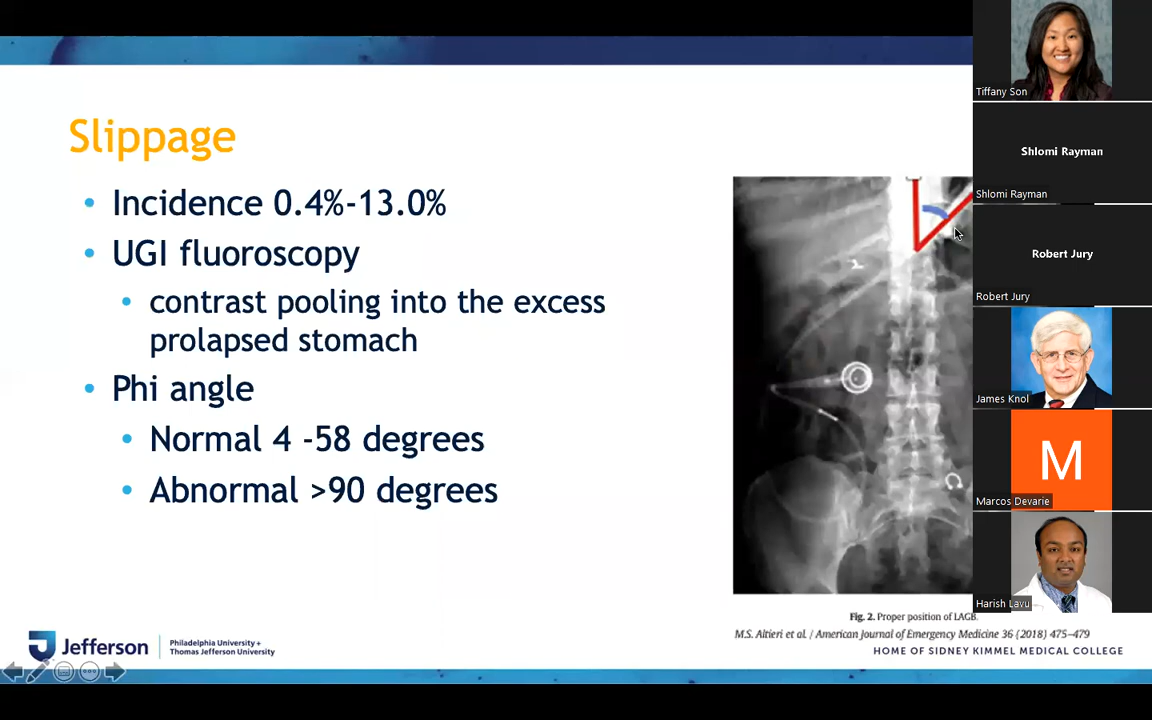 Slippage
• Incidence 0.4%-13.0%
• UGI fluoroscopy
• contrast pooling into the excess
prolapsed stomach
• Phi angle
• Normal 4 -58 degrees
• Abnormal >90 degrees
Fig. 2. Proper position of LAGB.
M.S. Altieri et al. / American Journal of Emergency Medicine 36 (2018) 475–479
HOME OF SIDNEY KIMMEL MEDICAL COLLEGE
Jefferson
Philadelphia University +
Thomas Jefferson University
Tiffany Son
Shlomi Rayman
Shlomi Rayman
Robert Jury
Robert Jury
James Knol
M
Marcos Devarie
Harish Lavu